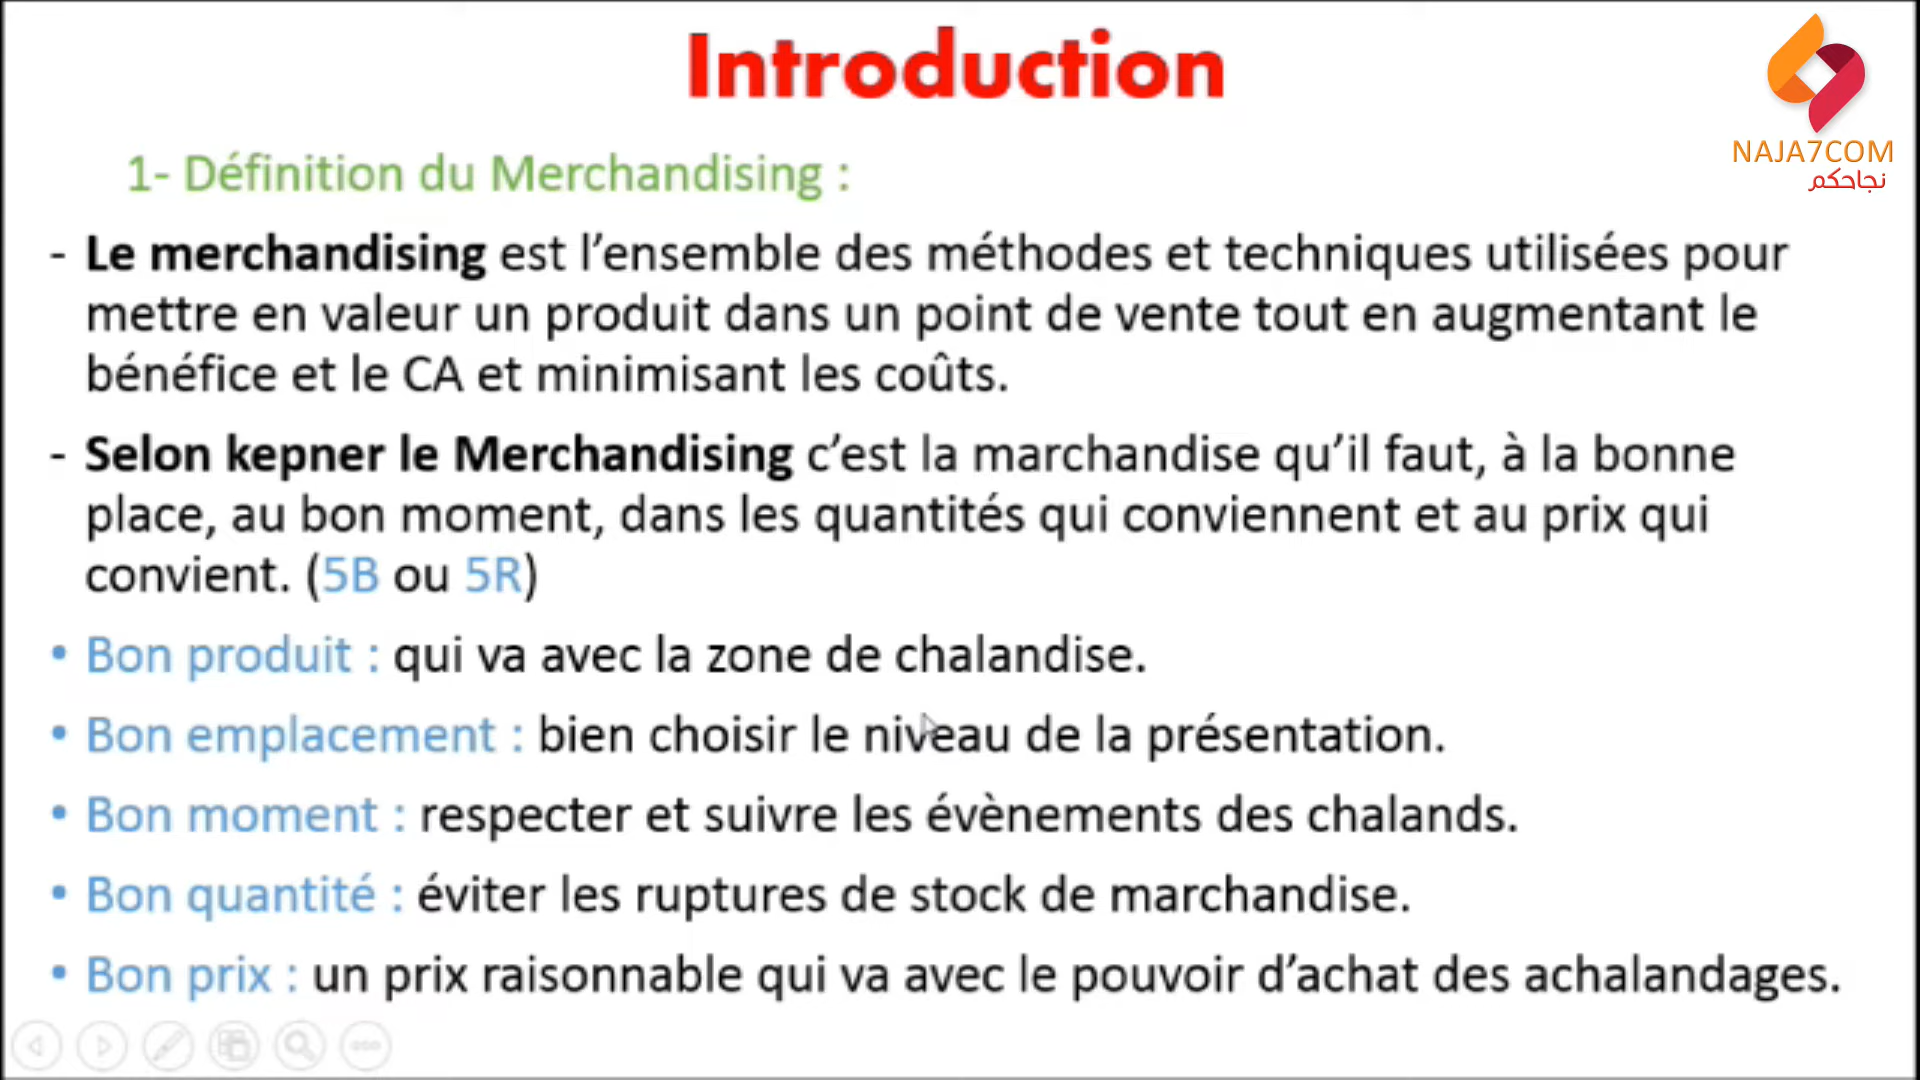 Introduction
NAJA7COM
نجاحكم
1- Définition du Merchandising :
- Le merchandising est l’ensemble des méthodes et techniques utilisées pour
mettre en valeur un produit dans un point de vente tout en augmentant le
bénéfice et le CA et minimisant les coûts.
- Selon kepner le Merchandising c’est la marchandise qu’il faut, à la bonne
place, au bon moment, dans les quantités qui conviennent et au prix qui
convient. (5B ou 5R)
• Bon produit : qui va avec la zone de chalandise.
• Bon emplacement : bien choisir le niveau de la présentation.
• Bon moment : respecter et suivre les évènements des chalands.
• Bon quantité : éviter les ruptures de stock de marchandise.
• Bon prix : un prix raisonnable qui va avec le pouvoir d’achat des achalandages.